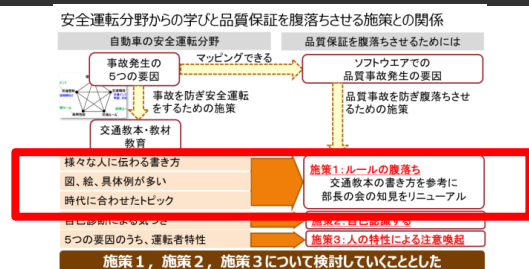 安全運転分野からの学びと品質保証を腹落ちさせる施策との関係
自動車の安全運転分野
品質保証を腹落ちさせるためには
事故発生の
5つの要因
マッピングできる
ソフトウエアでの
品質事故発生の要因
事故を防ぎ安全運転
をするための施策
品質事故を防ぎ腹落ちさせ
るための施策
交通教本・教材
教育
様々な人に伝わる書き方
図、絵、具体例が多い
時代に合わせたトピック
施策1:ルールの腹落ち
交通教本の書き方を参考に
部長の会の知見をリニューアル
自己診断による気づき
施策2:自己認識する
5つの要因のうち、運転者特性
施策3:人の特性による注意喚起
施策1，施策2，施策3について検討していくこととした